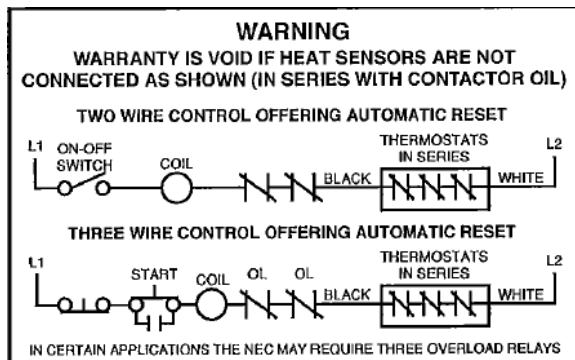 WARNING
WARRANTY IS VOID IF HEAT SENSORS ARE NOT
CONNECTED AS SHOWN (IN SERIES WITH CONTACTOR OIL)
TWO WIRE CONTROL OFFERING AUTOMATIC RESET
L1 ON-OFF SWITCH COIL BLACK THERMOSTATS IN SERIES WHITE L2
THREE WIRE CONTROL OFFERING AUTOMATIC RESET
L1 START COIL OL OL BLACK THERMOSTATS IN SERIES WHITE L2
IN CERTAIN APPLICATIONS THE NEC MAY REQUIRE THREE OVERLOAD RELAYS